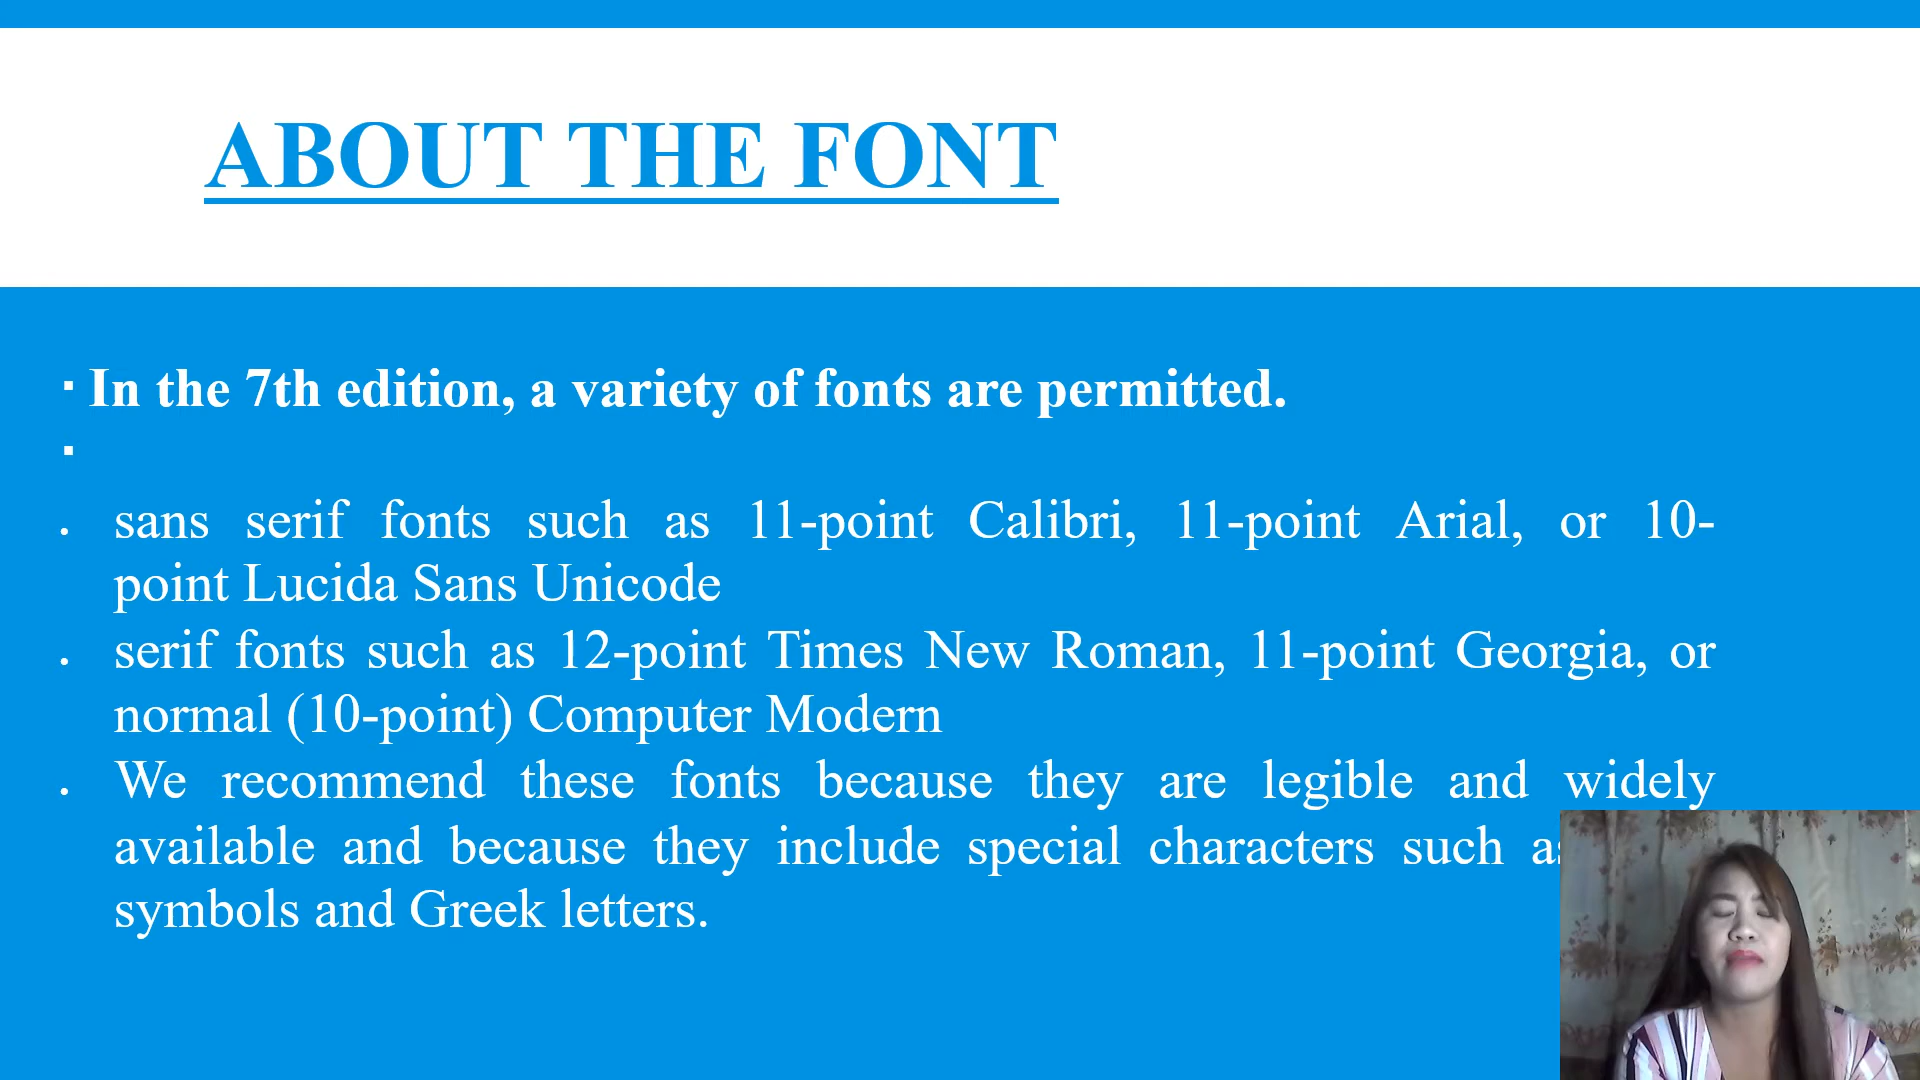 ABOUT THE FONT
▪ In the 7th edition, a variety of fonts are permitted.
▪
• sans serif fonts such as 11-point Calibri, 11-point Arial, or 10-
point Lucida Sans Unicode
• serif fonts such as 12-point Times New Roman, 11-point Georgia, or
normal (10-point) Computer Modern
• We recommend these fonts because they are legible and widely
available and because they include special characters such
symbols and Greek letters.